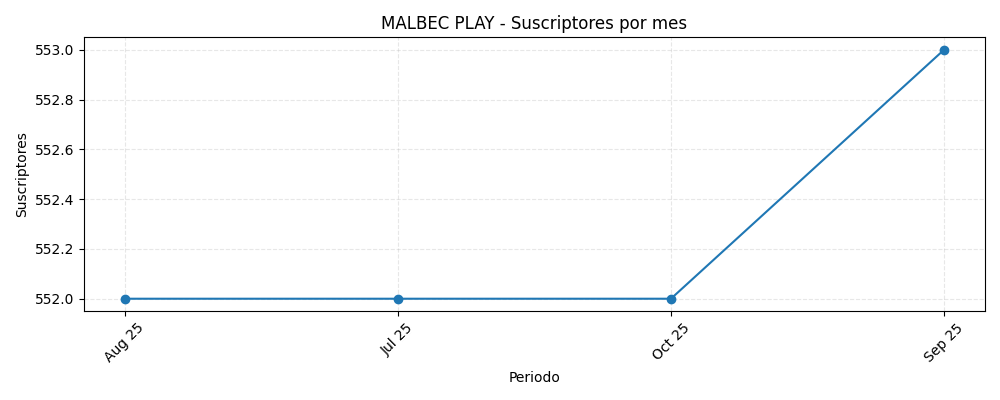 MALBEC PLAY - Suscriptores por mes
Suscriptores
553.0
552.8
552.6
552.4
552.2
552.0
Aug 25
Jul 25
Oct 25
Sep 25
Periodo